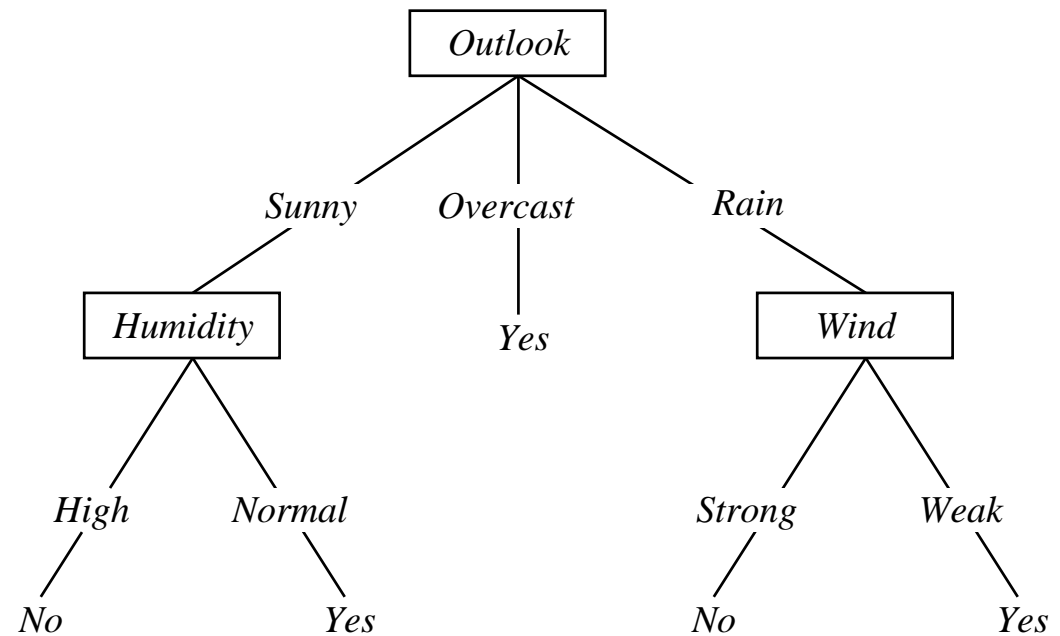 Outlook
Sunny Overcast Rain
Humidity Yes Wind
High Normal Strong Weak
No Yes No Yes